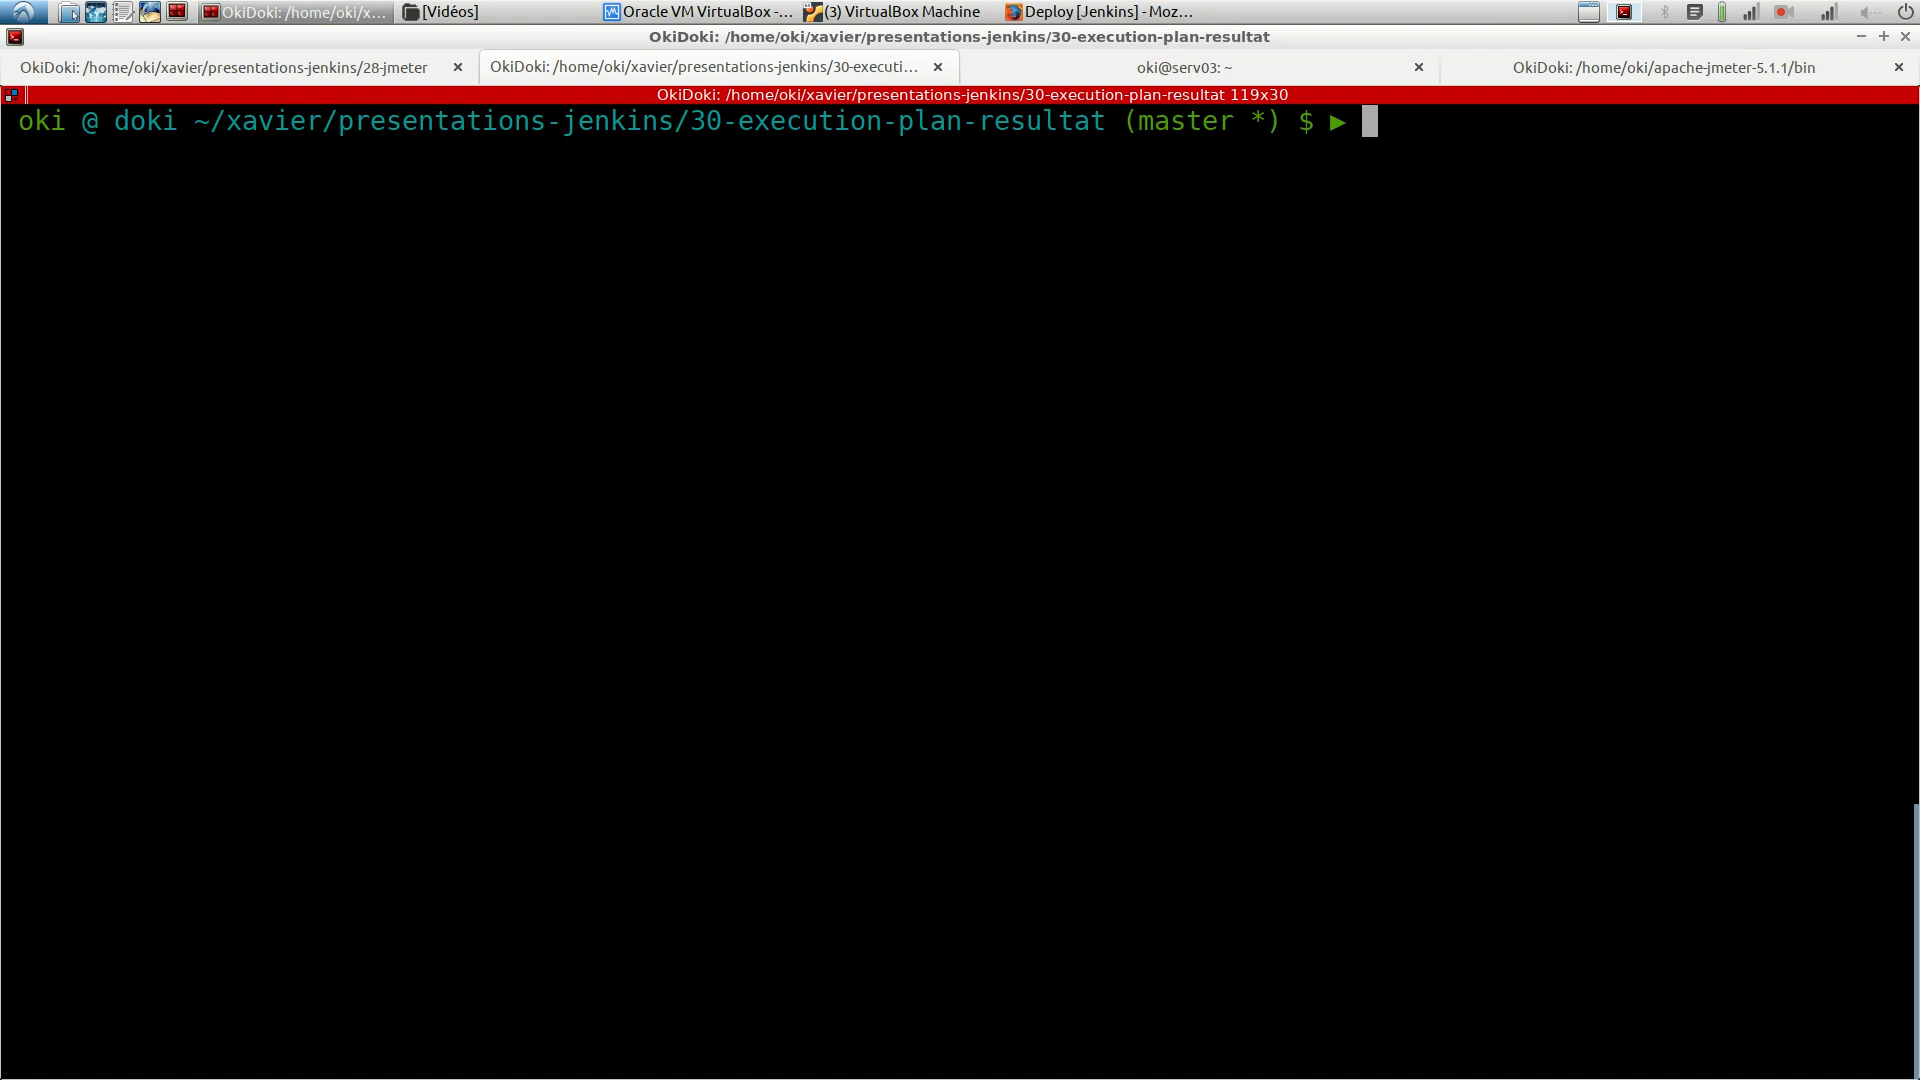 OkiDoki: /home/oki/x... [Vidéos] Oracle VM VirtualBox -... (3) VirtualBox Machine Deploy [Jenkins] - Moz...
OkiDoki: /home/oki/xavier/presentations-jenkins/30-execution-plan-resultat
OkiDoki: /home/oki/xavier/presentations-jenkins/28-jmeter OkiDoki: /home/oki/xavier/presentations-jenkins/30-executi... oki@serv03: ~ OkiDoki: /home/oki/apache-jmeter-5.1.1/bin
OkiDoki: /home/oki/xavier/presentations-jenkins/30-execution-plan-resultat 119x30
oki @ doki ~/xavier/presentations-jenkins/30-execution-plan-resultat (master *) $ ►